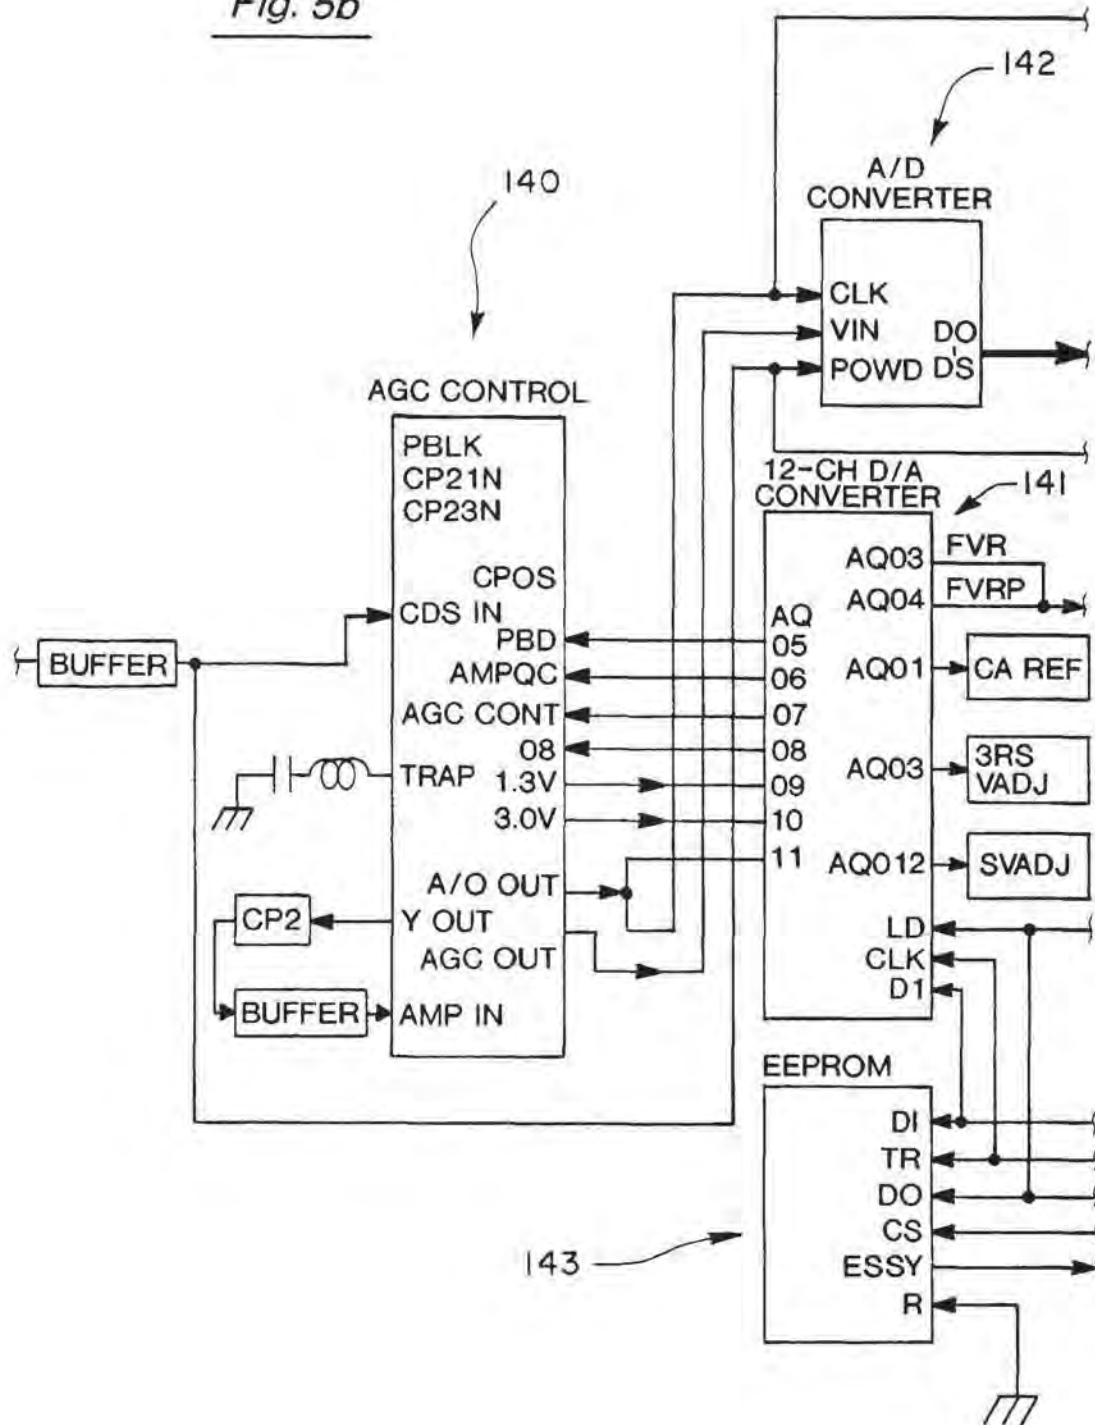 Fig. 5b
142
A/D
CONVERTER
140
CLK
VIN
DO
POWD
D'S
AGC CONTROL
PBLK
CP21N
CP23N
CPOS
CDS IN
PBD
AMPQC
AGC CONT
08
TRAP
1.3V
3.0V
A/O OUT
Y OUT
AGC OUT
AMP IN
BUFFER
CP2
BUFFER
12-CH D/A
CONVERTER
141
AQ03
FVR
AQ04
FVRP
AQ
05
06
07
08
09
10
11
AQ01
CA REF
AQ03
3RS
VADJ
AQ012
SVADJ
LD
CLK
D1
EEPROM
DI
TR
DO
CS
ESSY
R
143